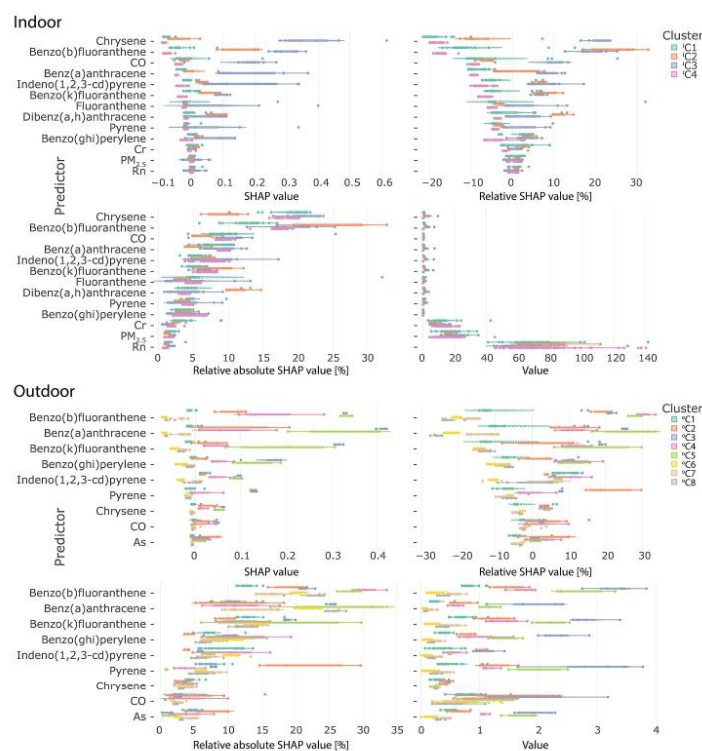 Indoor
Cluster
ᴵC1
ᴵC2
ᴵC3
ᴵC4
Predictor
Chrysene
Benzo(b)fluoranthene
CO
Benz(a)anthracene
Indeno(1,2,3-cd)pyrene
Benzo(k)fluoranthene
Fluoranthene
Dibenz(a,h)anthracene
Pyrene
Benzo(ghi)perylene
Cr
PM2.5
Rn
−0.1 0 0.1 0.2 0.3 0.4 0.5 0.6
SHAP value
−20 −10 0 10 20 30
Relative SHAP value [%]
Chrysene
Benzo(b)fluoranthene
CO
Benz(a)anthracene
Indeno(1,2,3-cd)pyrene
Benzo(k)fluoranthene
Fluoranthene
Dibenz(a,h)anthracene
Pyrene
Benzo(ghi)perylene
Cr
PM2.5
Rn
0 5 10 15 20 25 30
Relative absolute SHAP value [%]
0 20 40 60 80 100 120 140
Value
Outdoor
Cluster
ᴼC1
ᴼC2
ᴼC3
ᴼC4
ᴼC5
ᴼC6
ᴼC7
ᴼC8
Predictor
Benzo(b)fluoranthene
Benz(a)anthracene
Benzo(k)fluoranthene
Benzo(ghi)perylene
Indeno(1,2,3-cd)pyrene
Pyrene
Chrysene
CO
As
0 0.1 0.2 0.3 0.4
SHAP value
−30 −20 −10 0 10 20 30
Relative SHAP value [%]
Benzo(b)fluoranthene
Benz(a)anthracene
Benzo(k)fluoranthene
Benzo(ghi)perylene
Indeno(1,2,3-cd)pyrene
Pyrene
Chrysene
CO
As
0 5 10 15 20 25 30 35
Relative absolute SHAP value [%]
0 1 2 3 4
Value